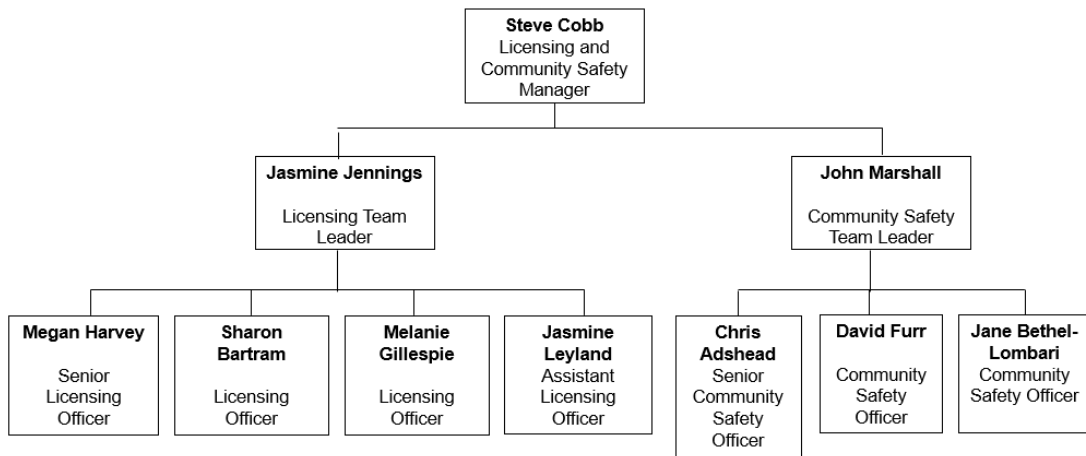 Steve Cobb
Licensing and
Community Safety
Manager
Jasmine Jennings
Licensing Team
Leader
John Marshall
Community Safety
Team Leader
Megan Harvey
Senior
Licensing
Officer
Sharon
Bartram
Licensing
Officer
Melanie
Gillespie
Licensing
Officer
Jasmine
Leyland
Assistant
Licensing
Officer
Chris
Adshead
Senior
Community
Safety
Officer
David Furr
Community
Safety
Officer
Jane Bethel-
Lombari
Community
Safety Officer